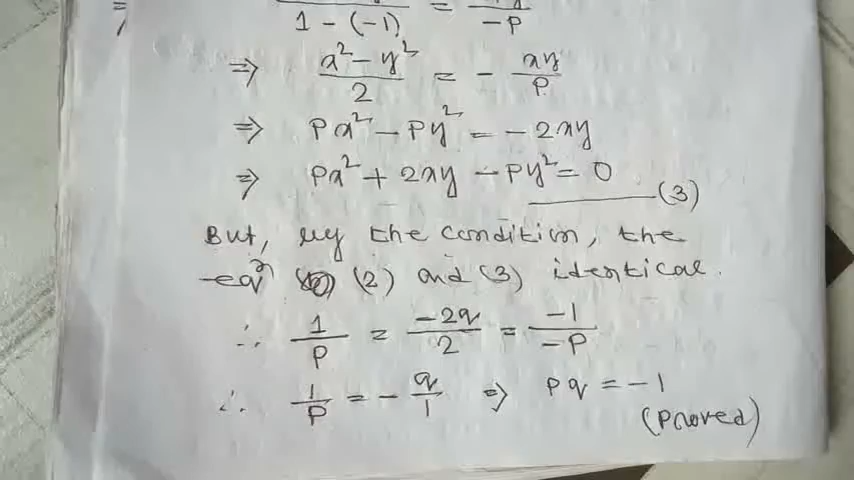 ⇒ 1 - (-1) = -P
⇒ x² - y² / 2 = - xy / P
⇒ Px² - Py² = - 2xy
⇒ Px² + 2xy - Py² = 0 (3)
But, by the condition, the
eqⁿ (2) and (3) identical.
∴ 1/P = -2q/2 = -1/-P
∴ 1/P = - q/1 ⇒ Pq = -1
(Proved)